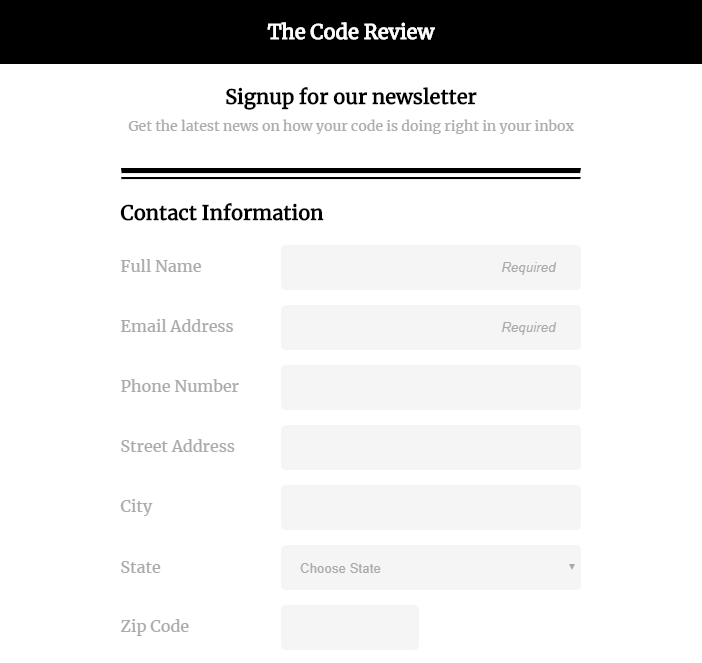 The Code Review
Signup for our newsletter
Get the latest news on how your code is doing right in your inbox
Contact Information
Full Name Required
Email Address Required
Phone Number
Street Address
City
State Choose State
Zip Code